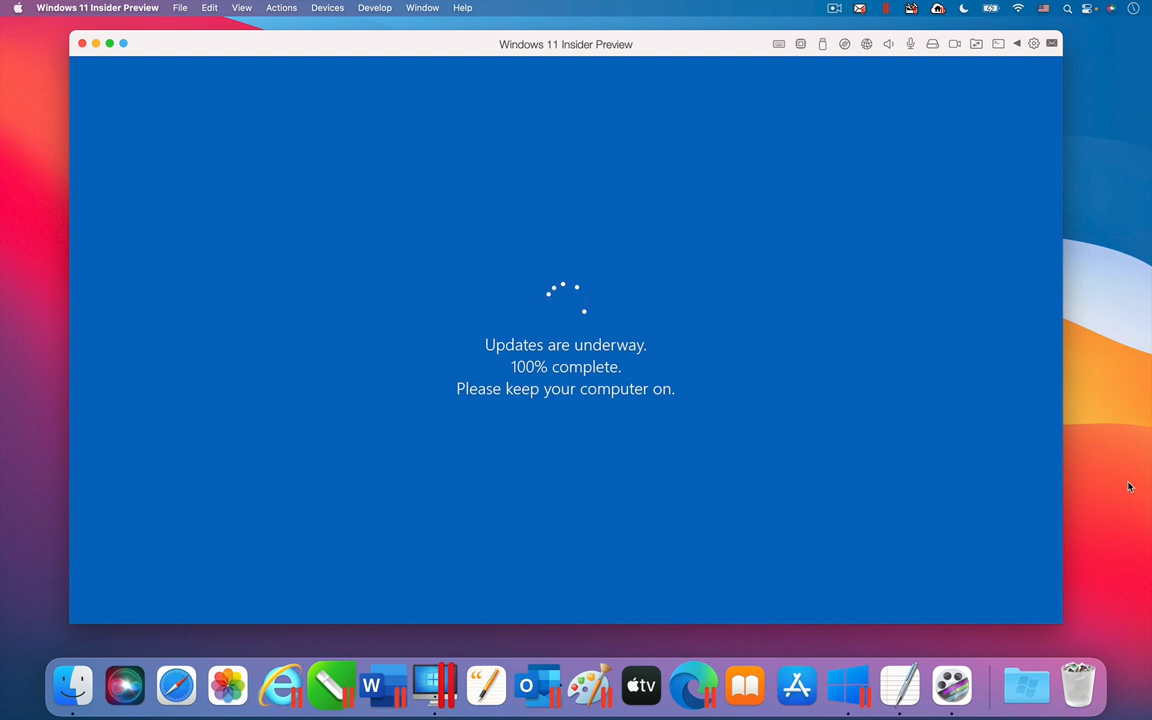 Windows 11 Insider Preview File Edit View Actions Devices Develop Window Help
Windows 11 Insider Preview
Updates are underway.
100% complete.
Please keep your computer on.
W
O
tv